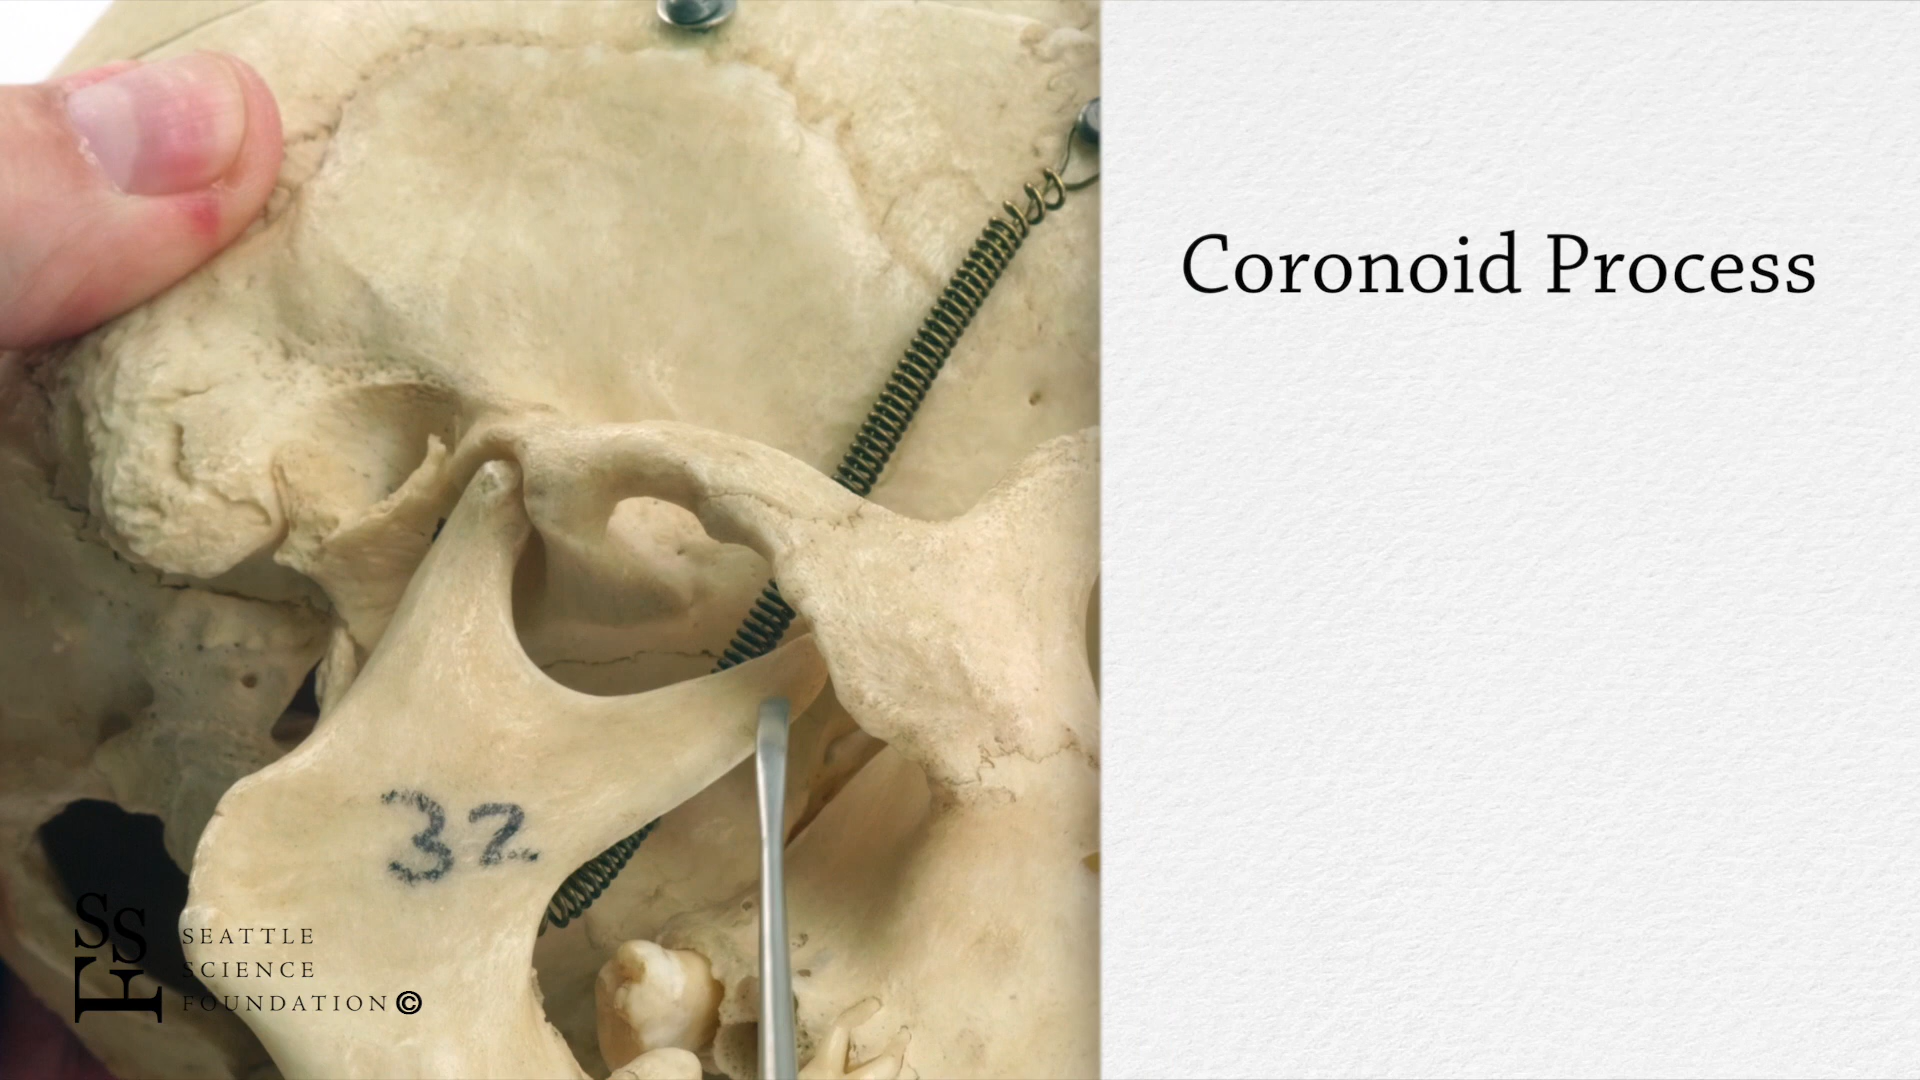 Coronoid Process
32
SSF
SEATTLE
SCIENCE
FOUNDATION©